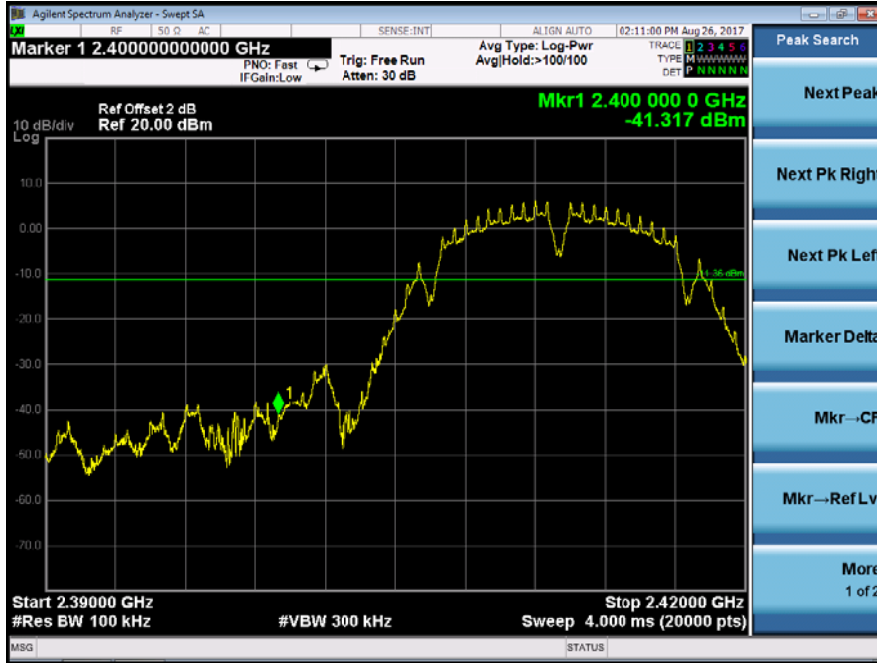 Agilent Spectrum Analyzer - Swept SA
LXI RF 50 Ω AC SENSE:INT ALIGN AUTO 02:11:00 PM Aug 26, 2017
Marker 1 2.400000000000 GHz
PNO: Fast
IFGain:Low
Trig: Free Run
Atten: 30 dB
Avg Type: Log-Pwr
Avg|Hold:>100/100
TRACE 1 2 3 4 5 6
TYPE M WWWWW
DET P N N N N N
Peak Search
Mkr1 2.400 000 0 GHz
-41.317 dBm
Ref Offset 2 dB
10 dB/div Ref 20.00 dBm
Log
10.0
0.00
-10.0
-20.0
-30.0
-40.0
-50.0
-60.0
-70.0
1
Start 2.39000 GHz
Stop 2.42000 GHz
#Res BW 100 kHz
#VBW 300 kHz
Sweep 4.000 ms (20000 pts)
MSG
STATUS
Next Peak
Next Pk Right
Next Pk Left
Marker Delta
Mkr→CF
Mkr→Ref Lv
More
1 of 2